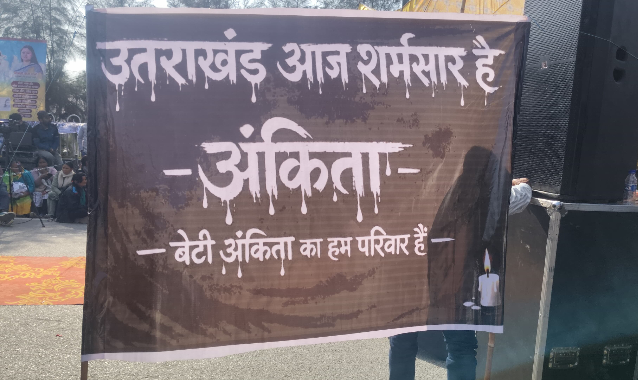 उतराखंड आज शर्मसार है
-अंकिता-
- बेटी अंकिता का हम परिवार हैं -